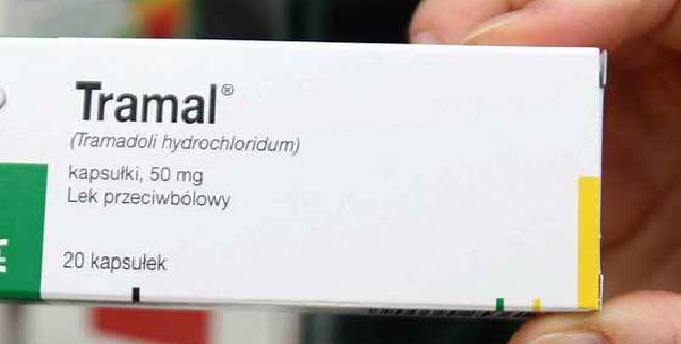 Tramal®
(Tramadoli hydrochloridum)
kapsułki, 50 mg
Lek przeciwbólowy
20 kapsułek